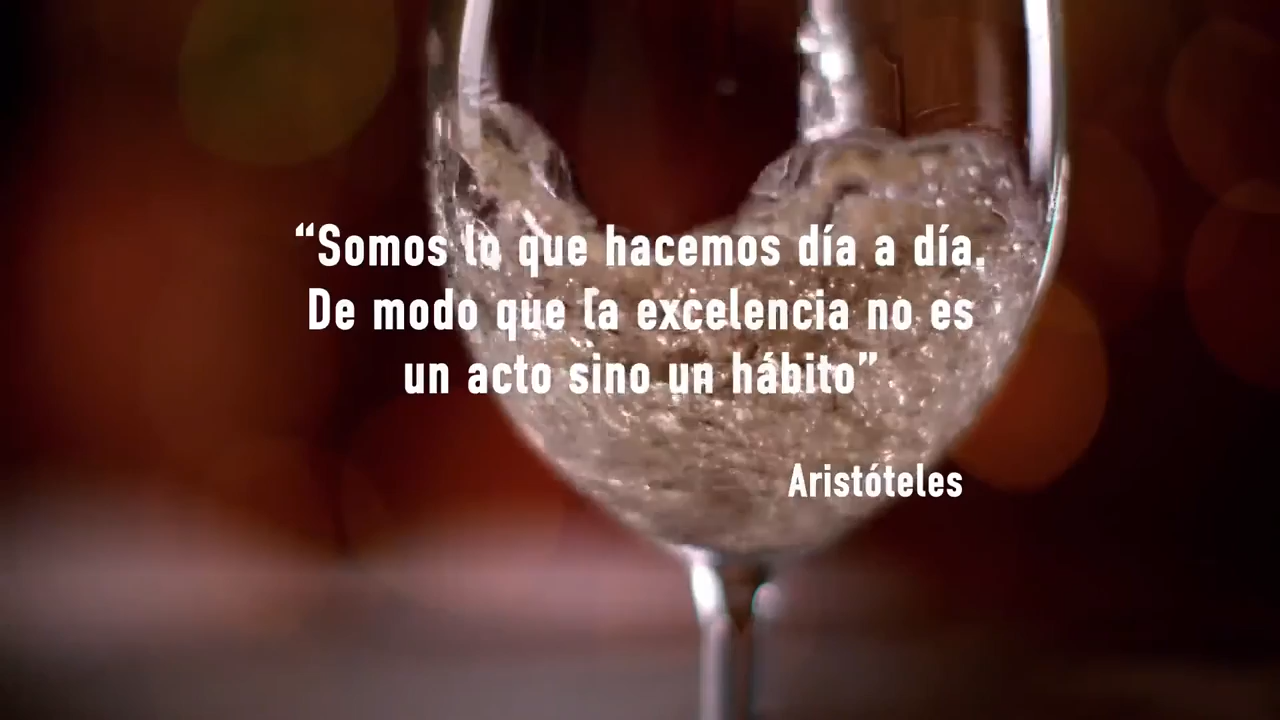 “Somos lo que hacemos día a día.
De modo que la excelencia no es
un acto sino un hábito”
Aristóteles